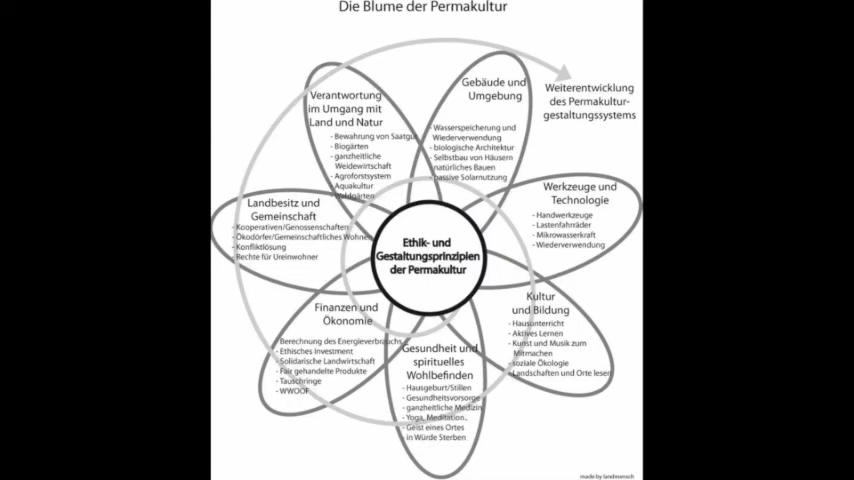 Die Blume der Permakultur
Verantwortung
im Umgang mit
Land und Natur
- Bewahrung von Saatgut
- Biogärten
- ganzheitliche
Weidewirtschaft
- Agroforstsystem
- Aquakultur
- Waldgärten
Gebäude und
Umgebung
- Wasserspeicherung und
Wiederverwendung
- biologische Architektur
- Selbstbau von Häusern
natürliches Bauen
- passive Solarnutzung
Weiterentwicklung
des Permakultur-
gestaltungssystems
Werkzeuge und
Technologie
- Handwerkzeuge
- Lastenfahrräder
- Mikrowasserkraft
- Wiederverwendung
Kultur
und Bildung
- Hausunterricht
- Aktives Lernen
- Kunst und Musik zum
Mitmachen
soziale Ökologie
- Landschaften und Orte lesen
Gesundheit und
spirituelles
Wohlbefinden
- Hausgeburt/Stillen
- Gesundheitsvorsorge
- ganzheitliche Medizin
- Yoga, Meditation..
- Geist eines Ortes
- in Würde Sterben
Finanzen und
Ökonomie
Berechnung des Energieverbrauchs
- Ethisches Investment
- Solidarische Landwirtschaft
- Fair gehandelte Produkte
- Tauschringe
- WWOOF
Landbesitz und
Gemeinschaft
- Kooperativen/Genossenschaften
- Ökodörfer/Gemeinschaftliches Wohnen
- Konfliktlösung
- Rechte für Ureinwohner
Ethik- und
Gestaltungsprinzipien
der Permakultur
made by landmensch